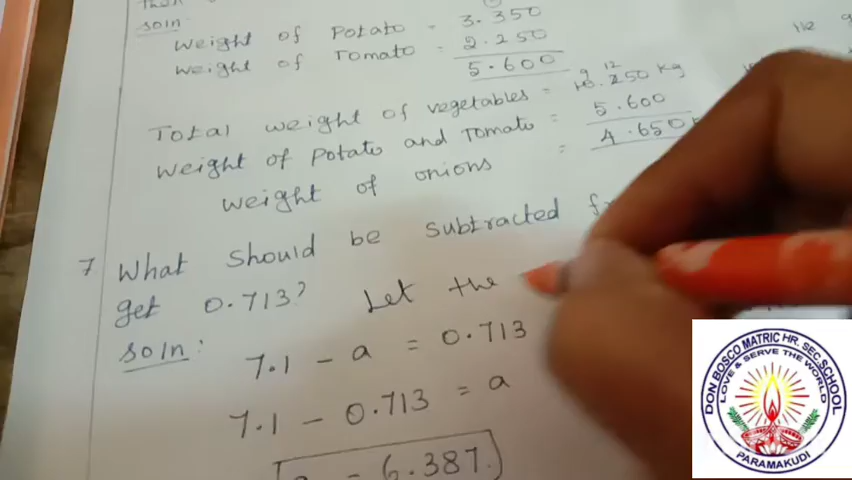 soln.
Weight of Potato = 3.350
Weight of Tomato = 2.250
5.600
Total weight of vegetables = 10.250 kg
9 12
Weight of potato and Tomato = 5.600
Weight of onions = 4.650
7 What should be subtracted
get 0.713? Let the
soln:
7.1 - a = 0.713
7.1 - 0.713 = a
= 6.387
DON BOSCO MATRIC HR. SEC. SCHOOL
LOVE & SERVE THE WORLD
PARAMAKUDI